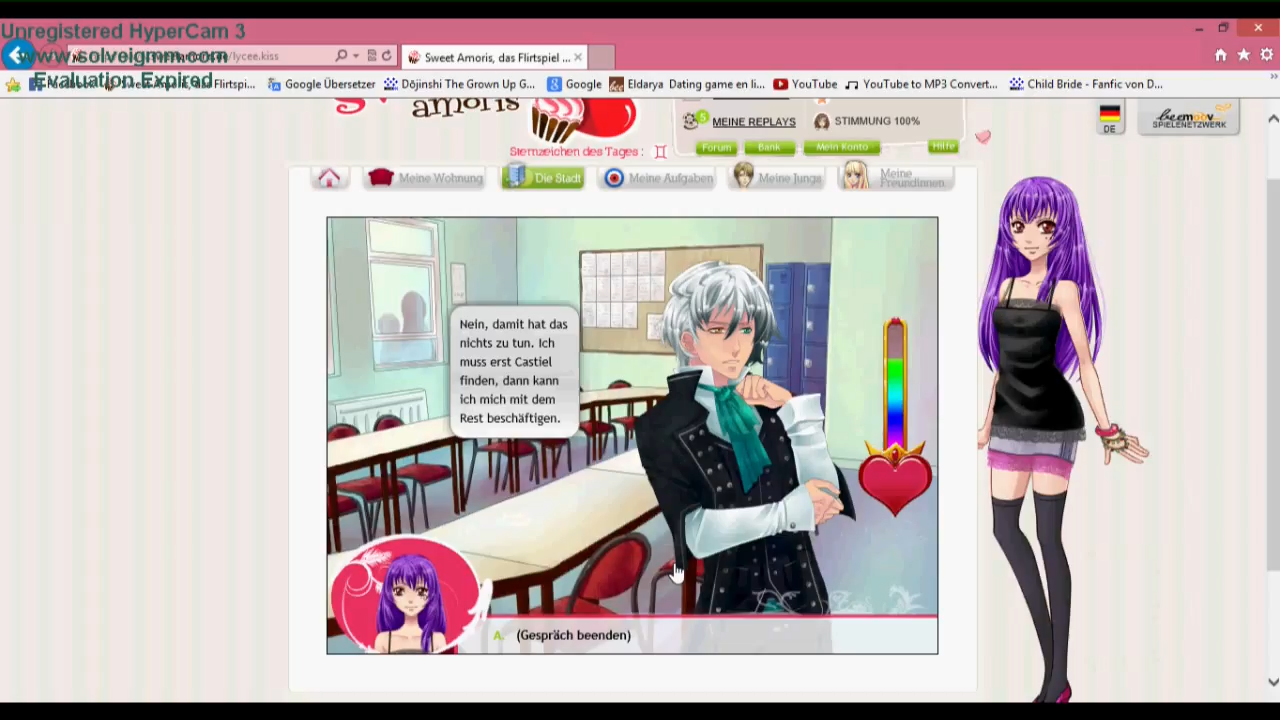 Unregistered HyperCam 3
www.solveigmm.com
Evaluation Expired
/lycee.kiss
Sweet Amoris, das Flirtspiel ...
Flirtspi...
Google Übersetzer
Dōjinshi The Grown Up G...
Google
Eldarya Dating game en li...
YouTube
YouTube to MP3 Convert...
Child Bride - Fanfic von D...
amoris
Sternzeichen des Tages :
5
MEINE REPLAYS
STIMMUNG 100%
Forum
Bank
Mein Konto
Hilfe
DE
beemoov
SPIELENETZWERK
Meine Wohnung
Die Stadt
Meine Aufgaben
Meine Jungs
Meine
Freundinnen
Nein, damit hat das
nichts zu tun. Ich
muss erst Castiel
finden, dann kann
ich mich mit dem
Rest beschäftigen.
A. (Gespräch beenden)